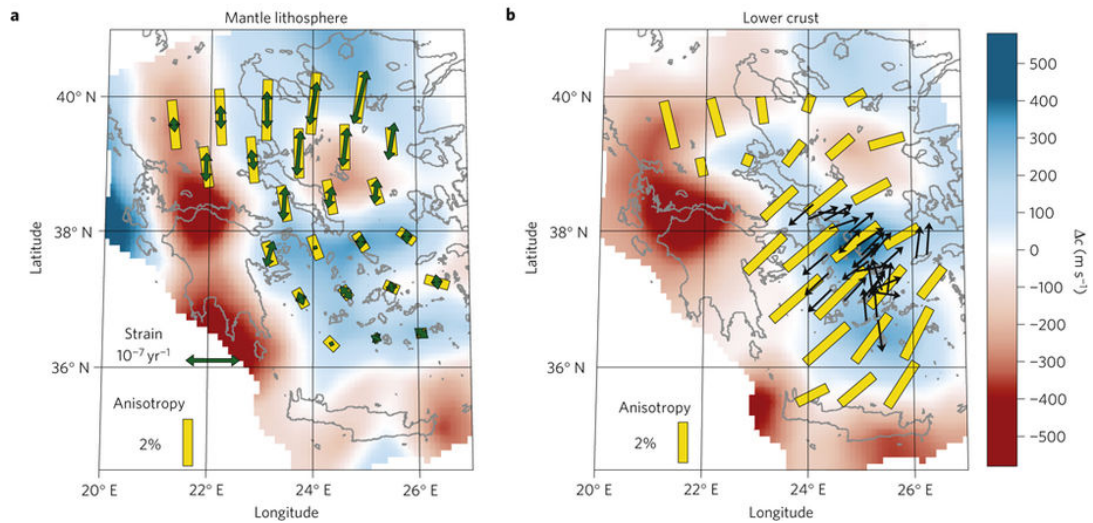 a
Mantle lithosphere
40° N
38° N
36° N
Latitude
Strain
10⁻⁷ yr⁻¹
Anisotropy
2%
20° E
22° E
24° E
26° E
Longitude
b
Lower crust
40° N
38° N
36° N
Latitude
Anisotropy
2%
20° E
22° E
24° E
26° E
Longitude
500
400
300
200
100
0
−100
−200
−300
−400
−500
Δc (m s⁻¹)